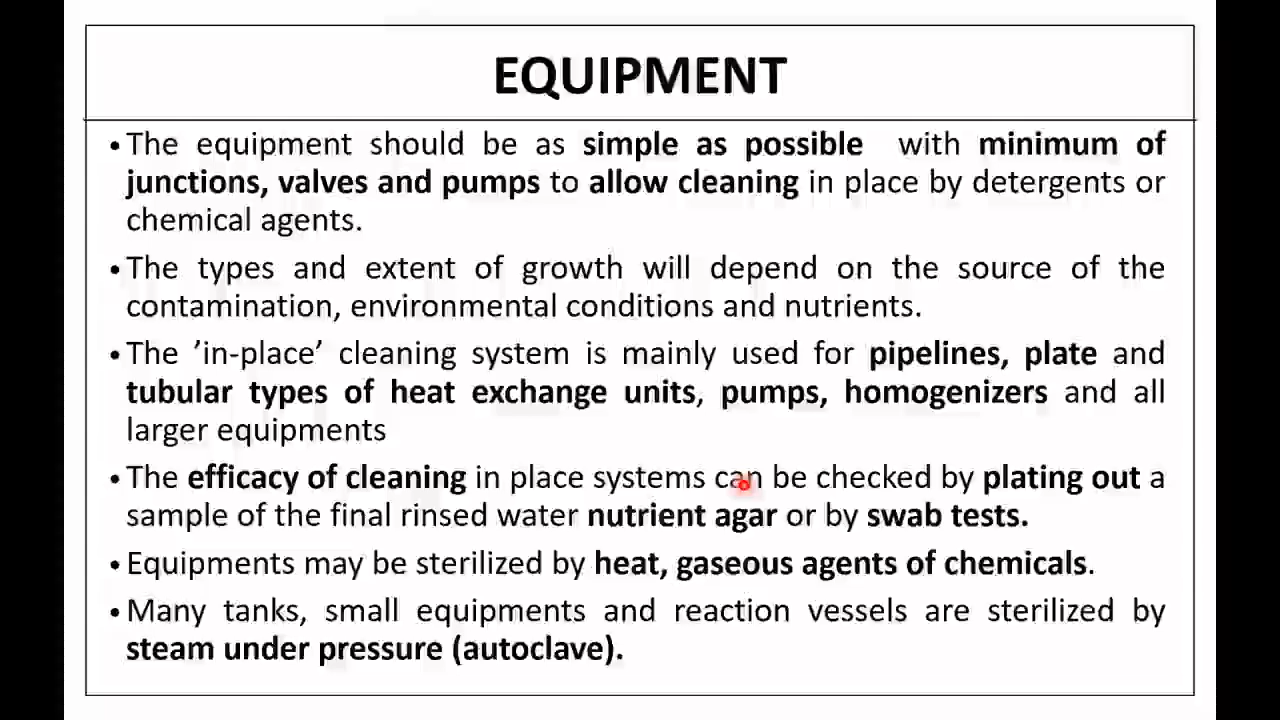 EQUIPMENT
•The equipment should be as simple as possible with minimum of
junctions, valves and pumps to allow cleaning in place by detergents or
chemical agents.
•The types and extent of growth will depend on the source of the
contamination, environmental conditions and nutrients.
•The ’in-place’ cleaning system is mainly used for pipelines, plate and
tubular types of heat exchange units, pumps, homogenizers and all
larger equipments
•The efficacy of cleaning in place systems can be checked by plating out a
sample of the final rinsed water nutrient agar or by swab tests.
•Equipments may be sterilized by heat, gaseous agents of chemicals.
•Many tanks, small equipments and reaction vessels are sterilized by
steam under pressure (autoclave).